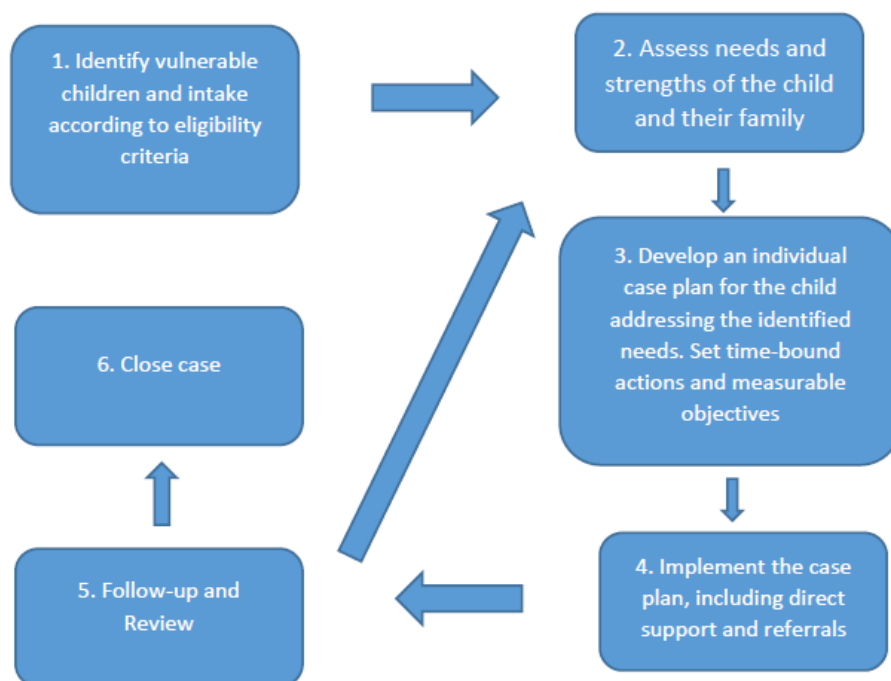 1. Identify vulnerable
children and intake
according to eligibility
criteria
2. Assess needs and
strengths of the child
and their family
3. Develop an individual
case plan for the child
addressing the identified
needs. Set time-bound
actions and measurable
objectives
4. Implement the case
plan, including direct
support and referrals
5. Follow-up and
Review
6. Close case